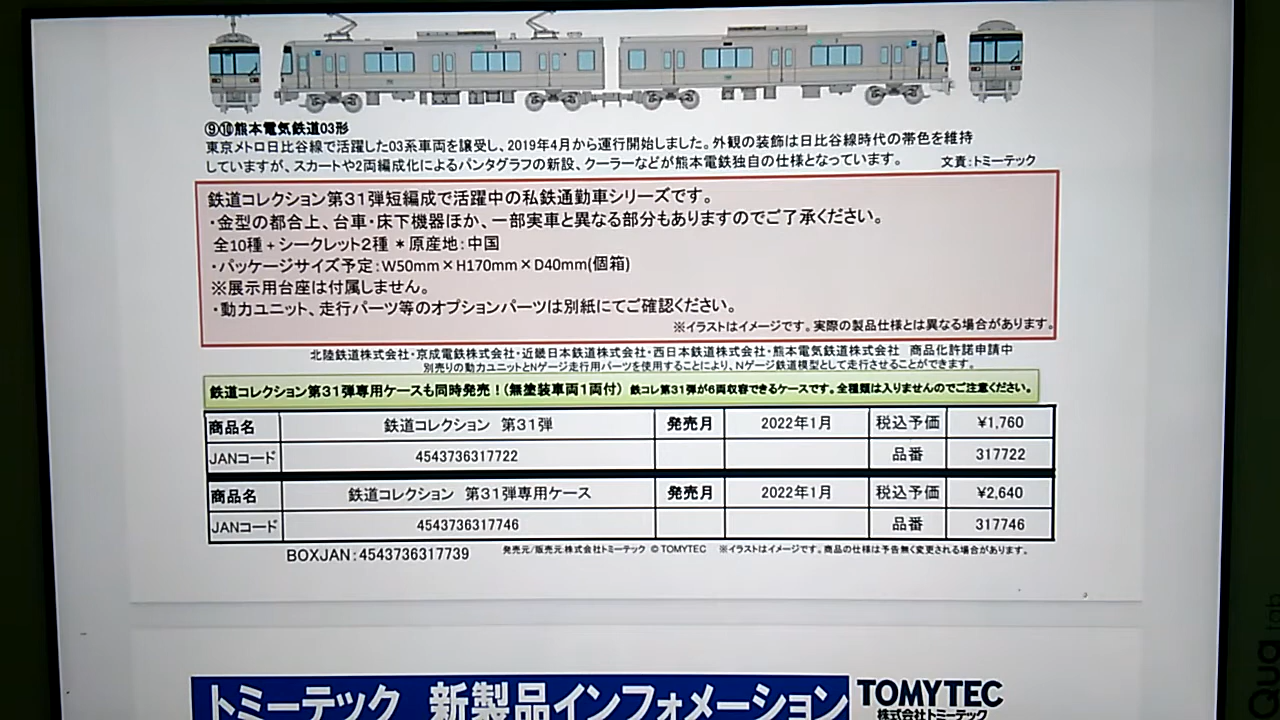 ⑨⑩熊本電気鉄道03形
東京メトロ日比谷線で活躍した03系車両を譲受し、2019年4月から運行開始しました。外観の装飾は日比谷線時代の帯色を維持
していますが、スカートや2両編成化によるパンタグラフの新設、クーラーなどが熊本電鉄独自の仕様となっています。 文責：トミーテック
鉄道コレクション第31弾短編成で活躍中の私鉄通勤車シリーズです。
・金型の都合上、台車・床下機器ほか、一部実車と異なる部分もありますのでご了承ください。
全10種＋シークレット2種 ＊原産地：中国
・パッケージサイズ予定：W50mm×H170mm×D40mm(個箱)
※展示用台座は付属しません。
・動力ユニット、走行パーツ等のオプションパーツは別紙にてご確認ください。
※イラストはイメージです。実際の製品仕様とは異なる場合があります。
北陸鉄道株式会社・京成電鉄株式会社・近畿日本鉄道株式会社・西日本鉄道株式会社・熊本電気鉄道株式会社 商品化許諾申請中
別売りの動力ユニットとNゲージ走行用パーツを使用することにより、Nゲージ鉄道模型として走行させることができます。
鉄道コレクション第31弾専用ケースも同時発売！（無塗装車両1両付） 鉄コレ第31弾が6両収容できるケースです。全種類は入りませんのでご注意ください。
商品名 鉄道コレクション 第31弾 発売月 2022年1月 税込予価 ¥1,760
JANコード 4543736317722 品番 317722
商品名 鉄道コレクション 第31弾専用ケース 発売月 2022年1月 税込予価 ¥2,640
JANコード 4543736317746 品番 317746
BOXJAN：4543736317739 発売元/販売元:株式会社トミーテック © TOMYTEC ※イラストはイメージです。商品の仕様は予告無く変更される場合があります。
トミーテック 新製品インフォメーション TOMYTEC
株式会社トミーテック
Qua tab